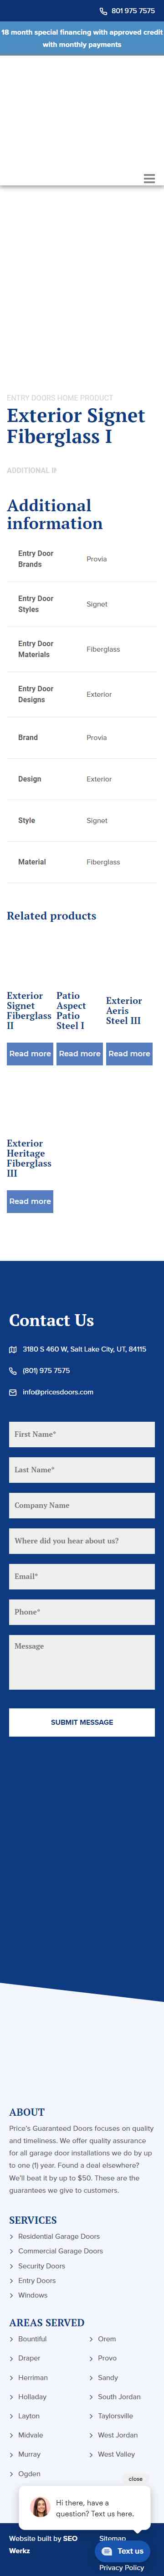 801 975 7575
18 month special financing with approved credit
with monthly payments
ENTRY DOORS HOME PRODUCT
Exterior Signet
Fiberglass I
ADDITIONAL IF
Additional
information
Entry Door
Brands
Provia
Entry Door
Styles
Signet
Entry Door
Materials
Fiberglass
Entry Door
Designs
Exterior
Brand
Provia
Design
Exterior
Style
Signet
Material
Fiberglass
Related products
Exterior
Signet
Fiberglass
II
Read more
Patio
Aspect
Patio
Steel I
Read more
Exterior
Aeris
Steel III
Read more
Exterior
Heritage
Fiberglass
III
Read more
Contact Us
3180 S 460 W, Salt Lake City, UT, 84115
(801) 975 7575
info@pricesdoors.com
First Name*
Last Name*
Company Name
Where did you hear about us?
Email*
Phone*
Message
SUBMIT MESSAGE
ABOUT
Price's Guaranteed Doors focuses on quality
and timeliness. We offer quality assurance
for all garage door installations we do by up
to one (1) year. Found a deal elsewhere?
We'll beat it by up to $50. These are the
guarantees we give to customers.
SERVICES
Residential Garage Doors
Commercial Garage Doors
Security Doors
Entry Doors
Windows
AREAS SERVED
Bountiful
Draper
Herriman
Holladay
Layton
Midvale
Murray
Ogden
Orem
Provo
Sandy
South Jordan
Taylorsville
West Jordan
West Valley
close
Hi there, have a
question? Text us here.
Website built by SEO
Werkz
Sitemap
Text us
Privacy Policy